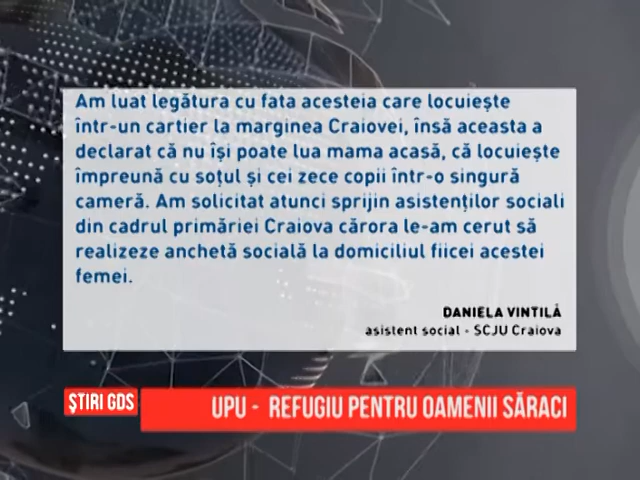 Am luat legătura cu fata acesteia care locuiește
într-un cartier la marginea Craiovei, însă aceasta a
declarat că nu își poate lua mama acasă, că locuiește
împreună cu soțul și cei zece copii într-o singură
cameră. Am solicitat atunci sprijin asistenților sociali
din cadrul primăriei Craiova cărora le-am cerut să
realizeze anchetă socială la domiciliul fiicei acestei
femei.
DANIELA VINTILĂ
asistent social - SCJU Craiova
ŞTIRI GDS
UPU - REFUGIU PENTRU OAMENII SĂRACI